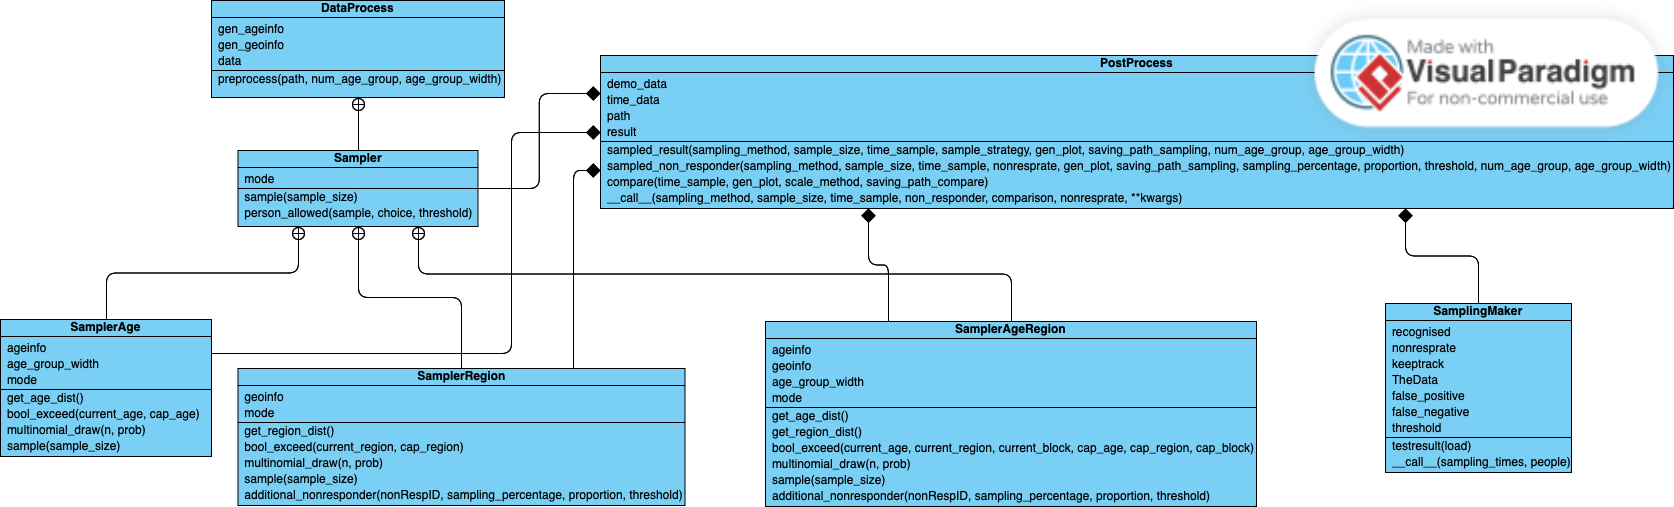 DataProcess
gen_ageinfo
gen_geoinfo
data
preprocess(path, num_age_group, age_group_width)
PostProcess
demo_data
time_data
path
result
sampled_result(sampling_method, sample_size, time_sample, sample_strategy, gen_plot, saving_path_sampling, num_age_group, age_group_width)
sampled_non_responder(sampling_method, sample_size, time_sample, nonresprate, gen_plot, saving_path_sampling, sampling_percentage, proportion, threshold, num_age_group, age_group_width)
compare(time_sample, gen_plot, scale_method, saving_path_compare)
__call__(sampling_method, sample_size, time_sample, non_responder, comparison, nonresprate, **kwargs)
Made with
Visual Paradigm
For non-commercial use
Sampler
mode
sample(sample_size)
person_allowed(sample, choice, threshold)
SamplerAge
ageinfo
age_group_width
mode
get_age_dist()
bool_exceed(current_age, cap_age)
multinomial_draw(n, prob)
sample(sample_size)
SamplerRegion
geoinfo
mode
get_region_dist()
bool_exceed(current_region, cap_region)
multinomial_draw(n, prob)
sample(sample_size)
additional_nonresponder(nonRespID, sampling_percentage, proportion, threshold)
SamplerAgeRegion
ageinfo
geoinfo
age_group_width
mode
get_age_dist()
get_region_dist()
bool_exceed(current_age, current_region, current_block, cap_age, cap_region, cap_block)
multinomial_draw(n, prob)
sample(sample_size)
additional_nonresponder(nonRespID, sampling_percentage, proportion, threshold)
SamplingMaker
recognised
nonresprate
keeptrack
TheData
false_positive
false_negative
threshold
testresult(load)
__call__(sampling_times, people)